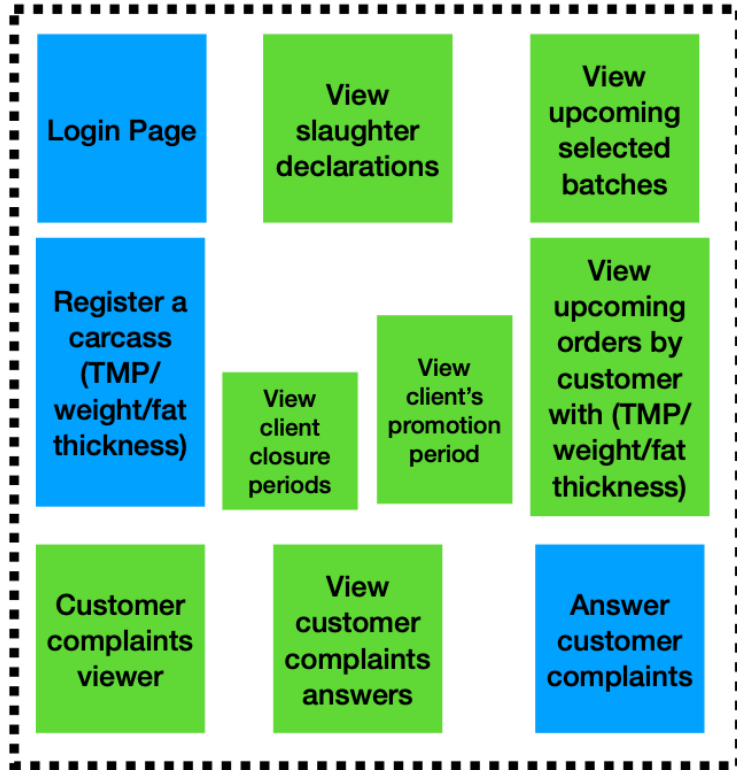 Login Page
View
slaughter
declarations
View
upcoming
selected
batches
Register a
carcass
(TMP/
weight/fat
thickness)
View
client
closure
periods
View
client’s
promotion
period
View
upcoming
orders by
customer
with (TMP/
weight/fat
thickness)
Customer
complaints
viewer
View
customer
complaints
answers
Answer
customer
complaints